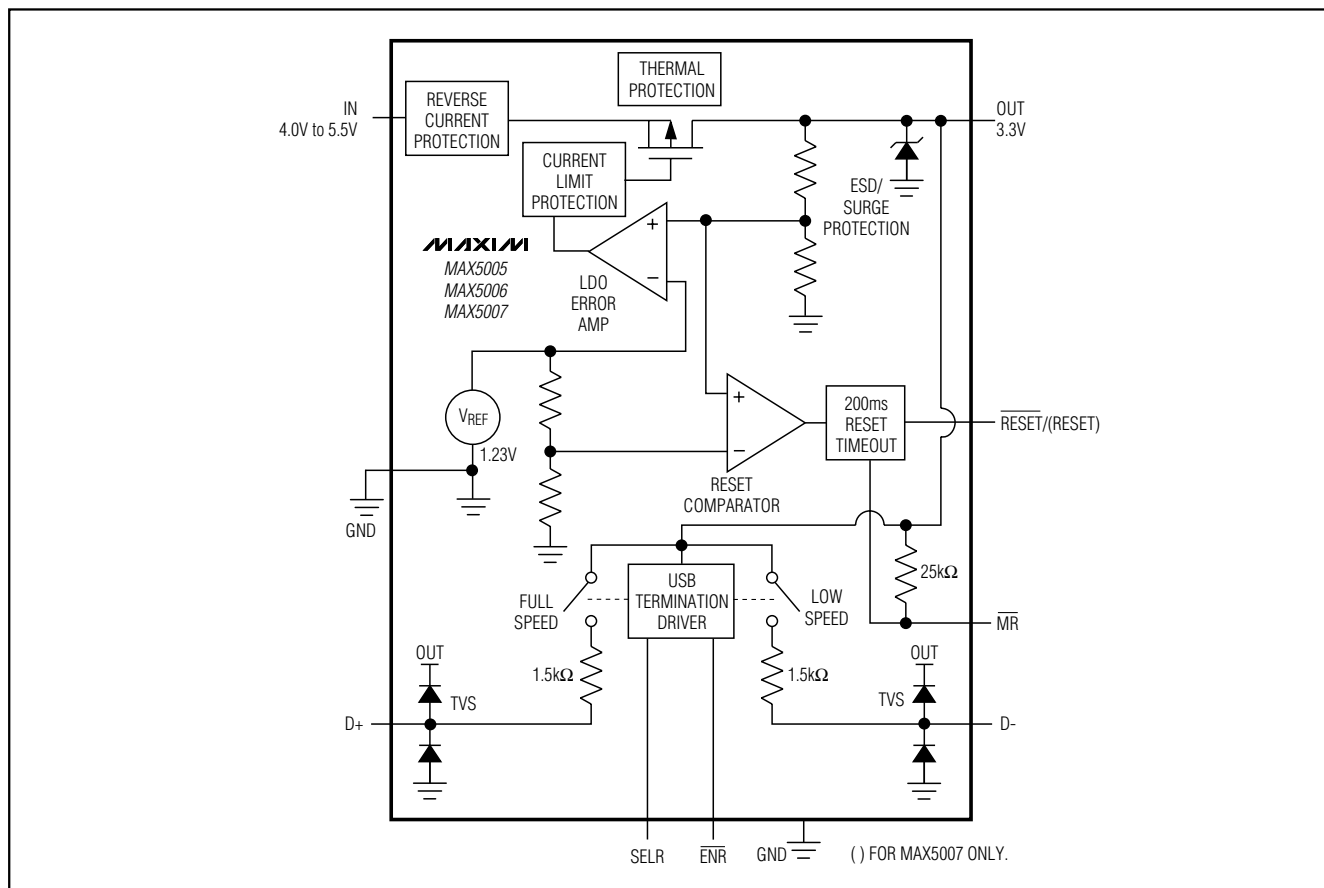 THERMAL
PROTECTION
IN
4.0V to 5.5V
REVERSE
CURRENT
PROTECTION
OUT
3.3V
CURRENT
LIMIT
PROTECTION
ESD/
SURGE
PROTECTION
MAXIM
MAX5005
MAX5006
MAX5007
+
−
LDO
ERROR
AMP
VREF
1.23V
+
−
RESET
COMPARATOR
200ms
RESET
TIMEOUT
R̅E̅S̅E̅T̅/(RESET)
GND
FULL
SPEED
USB
TERMINATION
DRIVER
LOW
SPEED
25kΩ
M̅R̅
OUT
TVS
1.5kΩ
1.5kΩ
OUT
TVS
D+
D-
SELR
E̅N̅R̅
GND
( ) FOR MAX5007 ONLY.